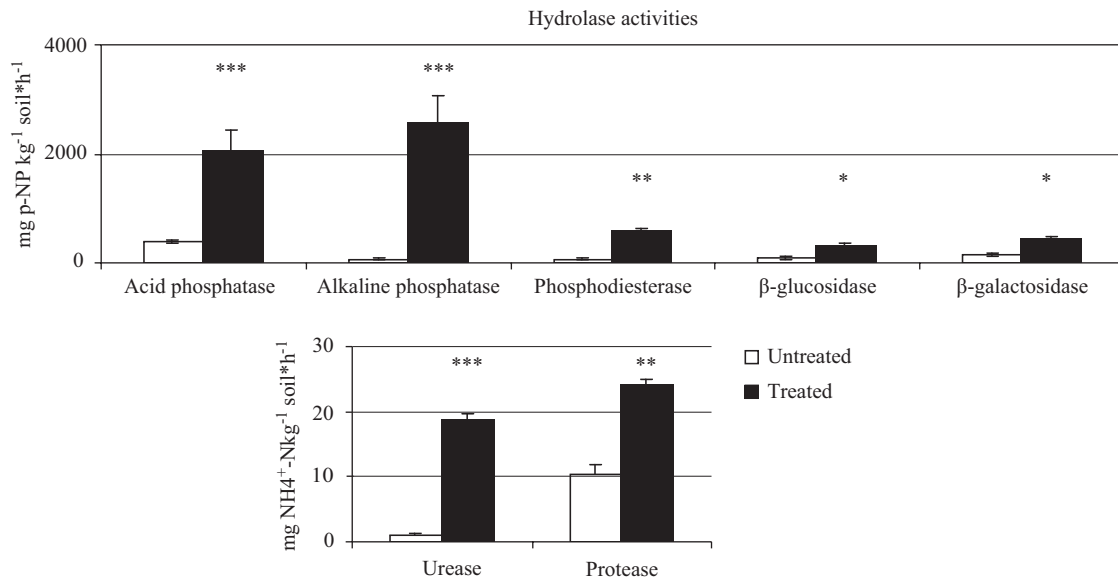 Hydrolase activities
mg p-NP kg⁻¹ soil*h⁻¹
4000
2000
0
*** *** ** * *
Acid phosphatase Alkaline phosphatase Phosphodiesterase β-glucosidase β-galactosidase
mg NH4⁺-Nkg⁻¹ soil*h⁻¹
30
20
10
0
*** **
Urease Protease
Untreated
Treated